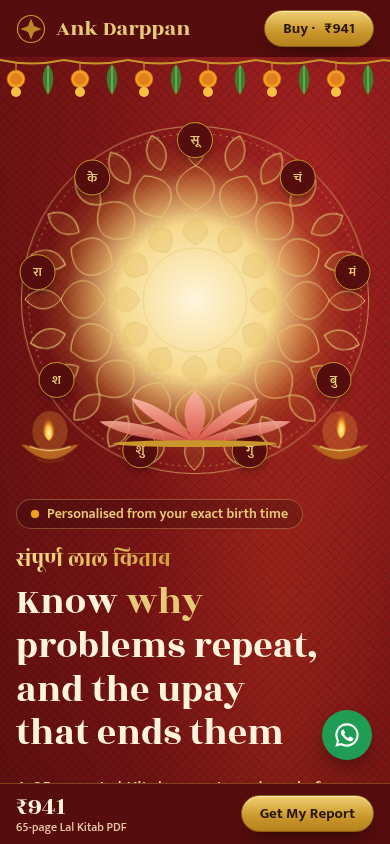 Ank Darppan
Buy · ₹941
सू
के
चं
रा
मं
श
बु
शु
गु
Personalised from your exact birth time
संपूर्ण लाल किताब
Know why
problems repeat,
and the upay
that ends them
₹941
65-page Lal Kitab PDF
Get My Report